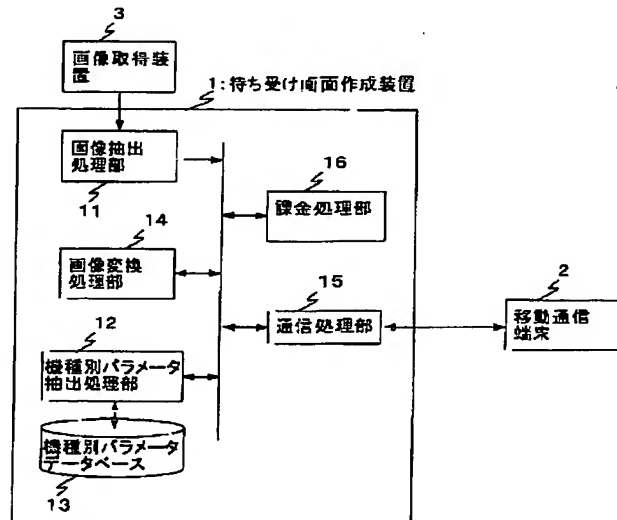 3
画像取得装
置
1:待ち受け画面作成装置
画像抽出
処理部
11
16
課金処理部
14
画像変換
処理部
15
通信処理部
2
移動通信
端末
12
機種別パラメータ
抽出処理部
機種別パラメータ
データベース
13